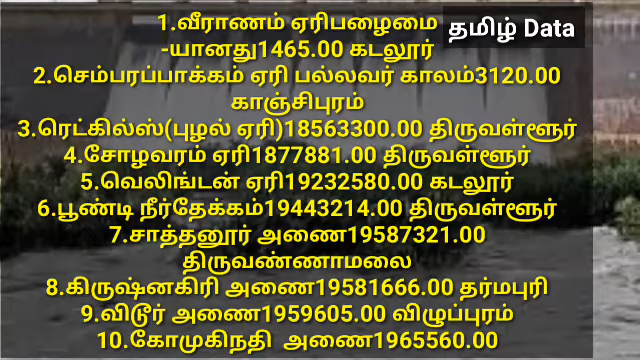 1.வீராணம் ஏரிபழைமை
தமிழ் Data
-யானது1465.00 கடலூர்
2.செம்பரப்பாக்கம் ஏரி பல்லவர் காலம்3120.00
காஞ்சிபுரம்
3.ரெட்கில்ஸ்(புழல் ஏரி)18563300.00 திருவள்ளூர்
4.சோழவரம் ஏரி1877881.00 திருவள்ளூர்
5.வெலிங்டன் ஏரி19232580.00 கடலூர்
6.பூண்டி நீர்தேக்கம்19443214.00 திருவள்ளூர்
7.சாத்தனூர் அணை19587321.00
திருவண்ணாமலை
8.கிருஷ்னகிரி அணை19581666.00 தர்மபுரி
9.விடூர் அணை1959605.00 விழுப்புரம்
10.கோமுகிநதி அணை1965560.00